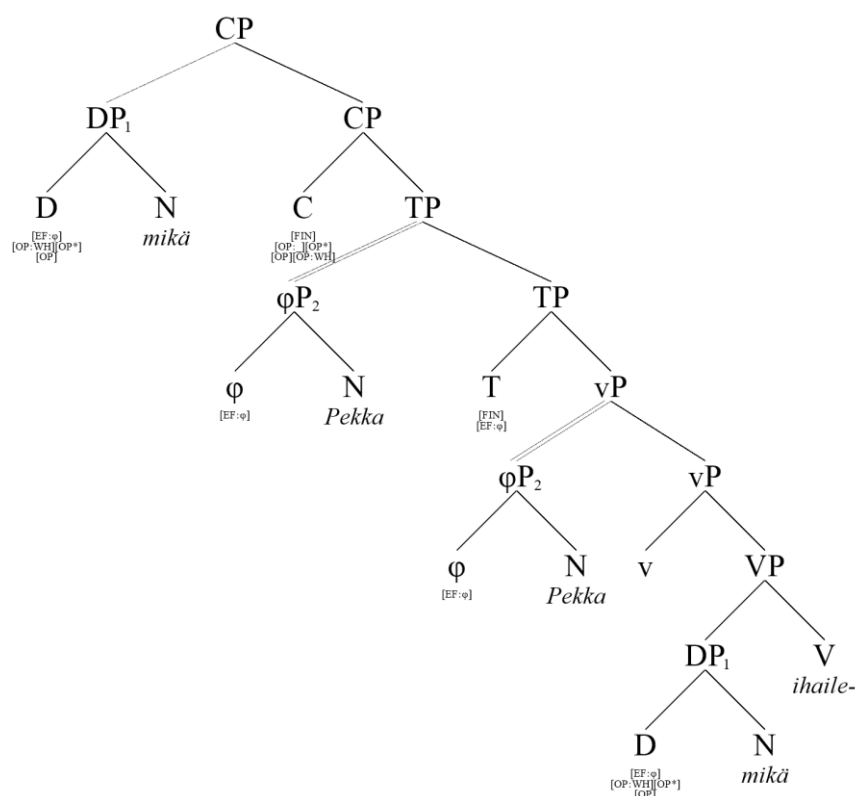 CP
DP₁ CP
D N C TP
[EF:φ] mikä [FIN]
[OP:WH][OP*] [OP:_][OP*]
[OP] [OP][OP:WH]
φP₂ TP
φ N T vP
[EF:φ] Pekka [FIN]
[EF:φ]
φP₂ vP
φ N v VP
[EF:φ] Pekka
DP₁ V
ihaile-
D N
[EF:φ] mikä
[OP:WH][OP*]
[OP]